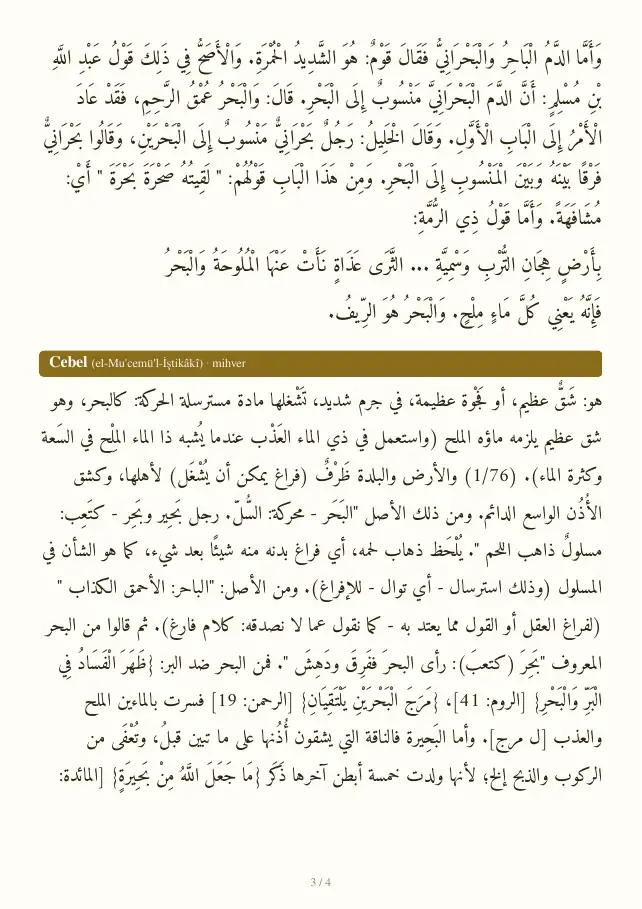 وَأَمَّا الدَّمُ الْبَاحِرُ وَالْبَحْرَانِيُّ فَقَالَ قَوْمٌ: هُوَ الشَّدِيدُ الْحُمْرَةِ. وَالْأَصَحُّ فِي ذَلِكَ قَوْلُ عَبْدِ اللَّهِ
بْنِ مُسْلِمٍ: أَنَّ الدَّمَ الْبَحْرَانِيَّ مَنْسُوبٌ إِلَى الْبَحْرِ. قَالَ: وَالْبَحْرُ عُمْقُ الرَّحِمِ، فَقَدْ عَادَ
الْأَمْرُ إِلَى الْبَابِ الْأَوَّلِ. وَقَالَ الْخَلِيلُ: رَجُلٌ بَحْرَانِيٌّ مَنْسُوبٌ إِلَى الْبَحْرَيْنِ، وَقَالُوا بَحْرَانِيٌّ
فَرْقًا بَيْنَهُ وَبَيْنَ الْمَنْسُوبِ إِلَى الْبَحْرِ. وَمِنْ هَذَا الْبَابِ قَوْلُهُمْ: " لَقِيتُهُ صَحْرَةَ بَحْرَةَ " أَيْ:
مُشَافَهَةً. وَأَمَّا قَوْلُ ذِي الرُّمَّةِ:
بِأَرْضٍ هِجَانِ التُّرْبِ وَسْمِيَّةِ ... الثَّرَى عَذَاةٍ نَأَتْ عَنْهَا الْمُلُوحَةُ وَالْبَحْرُ
فَإِنَّهُ يَعْنِي كُلَّ مَاءٍ مِلْحٍ. وَالْبَحْرُ هُوَ الرِّيفُ.
Cebel (el-Mu'cemü'l-İştikâkî) · mihver
هو: شَقٌّ عظيم، أو فَجْوة عظيمة، في جرم شديد، تَشْغلها مادة مسترسلة الحركة: كالبحر، وهو
شق عظيم يلزمه ماؤه الملح (واستعمل في ذي الماء العَذْب عندما يُشبه ذا الماء المِلْح في السَعة
وكثرة الماء). (1/76) والأرض والبلدة ظَرْفٌ (فراغ يمكن أن يُشْغَل) لأهلها، وكشق
الأُذُن الواسع الدائم. ومن ذلك الأصل "البَحَر - محركة: السُّلّ. رجل بَحِير وبَحِر - كتَعِب:
مسلولٌ ذاهب اللحم ". يُلْحَظ ذهاب لحمه، أي فراغ بدنه منه شيئًا بعد شيء، كما هو الشأن في
المسلول (وذلك استرسال - أي توال - للإفراغ). ومن الأصل: "الباحر: الأحمق الكذاب "
(لفراغ العقل أو القول مما يعتد به - كما نقول عما لا نصدقه: كلام فارغ). ثم قالوا من البحر
المعروف "بَحِرَ (كتعبَ): رأى البحرَ ففَرِقَ ودَهِشَ ". فمن البحر ضد البر: {ظَهَرَ الْفَسَادُ فِي
الْبَرِّ وَالْبَحْرِ} [الروم: 41]، {مَرَجَ الْبَحْرَيْنِ يَلْتَقِيَانِ} [الرحمن: 19] فسرت بالماءين الملح
والعذب [ل مرج]. وأما البَحِيرة فالناقة التي يشقون أُذُنها على ما تبين قبلُ، وتُعْفَى من
الركوب والذبح إلخ؛ لأنها ولدت خمسة أبطن آخرها ذَكَر {مَا جَعَلَ اللَّهُ مِنْ بَحِيرَةٍ} [المائدة:
3 / 4